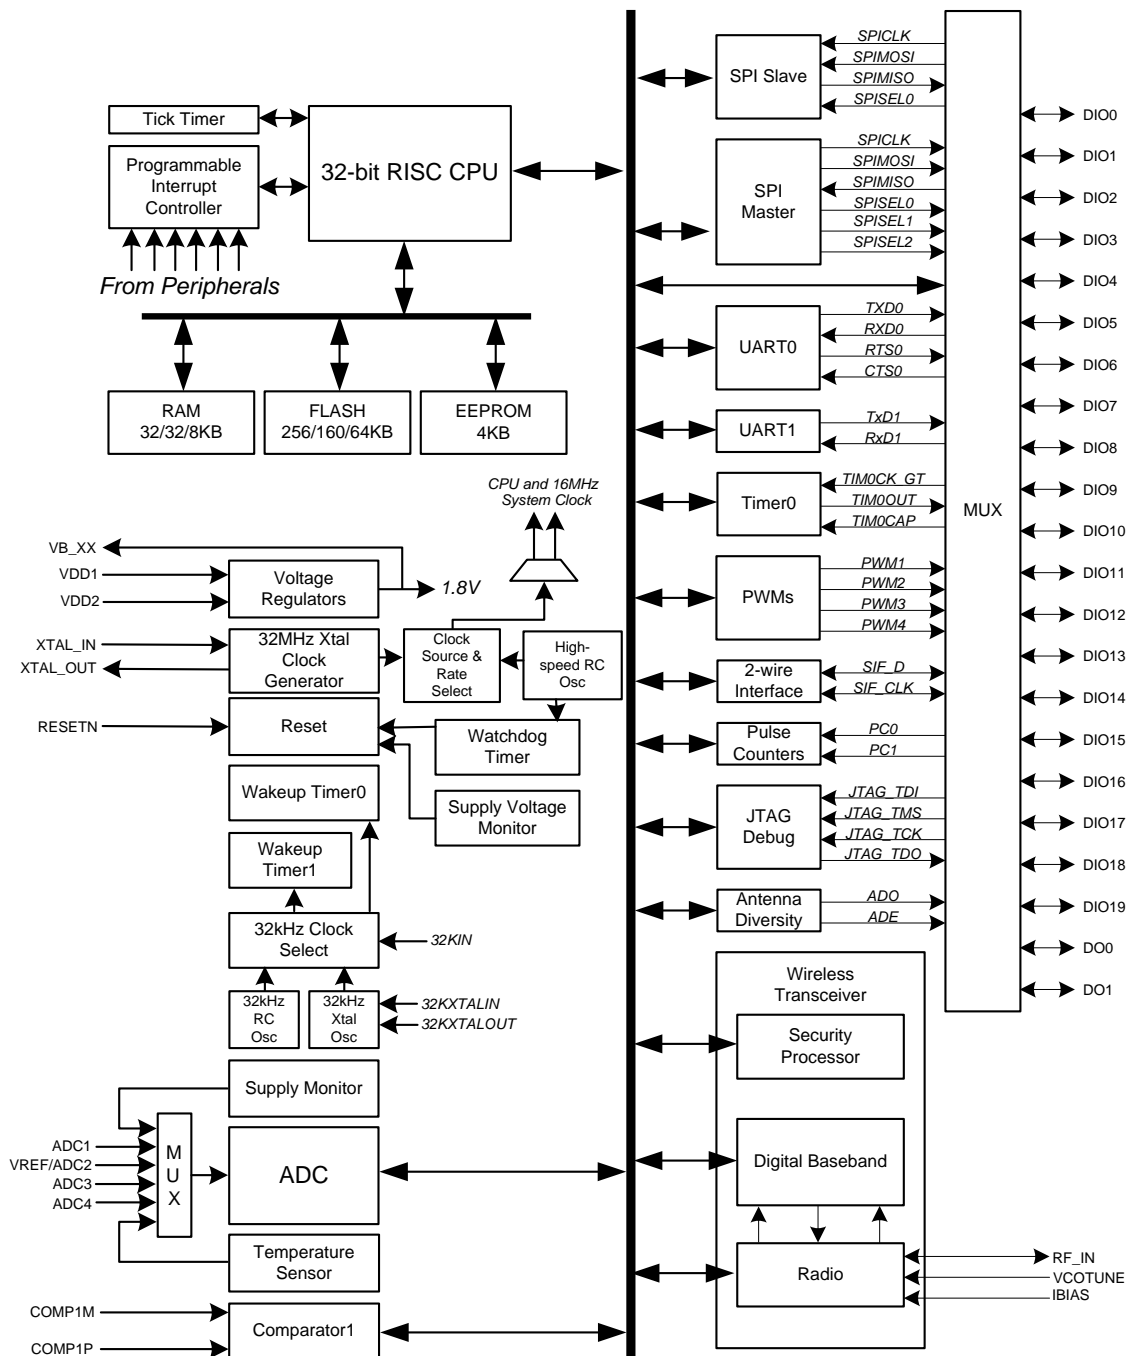 Tick Timer
Programmable
Interrupt
Controller
From Peripherals
32-bit RISC CPU
RAM
32/32/8KB
FLASH
256/160/64KB
EEPROM
4KB
CPU and 16MHz
System Clock
VB_XX
VDD1
VDD2
Voltage
Regulators
1.8V
XTAL_IN
XTAL_OUT
32MHz Xtal
Clock
Generator
Clock
Source &
Rate
Select
High-
speed RC
Osc
RESETN
Reset
Watchdog
Timer
Wakeup Timer0
Supply Voltage
Monitor
Wakeup
Timer1
32kHz Clock
Select
32KIN
32kHz
RC
Osc
32kHz
Xtal
Osc
32KXTALIN
32KXTALOUT
Supply Monitor
ADC1
VREF/ADC2
ADC3
ADC4
M
U
X
ADC
Temperature
Sensor
COMP1M
COMP1P
Comparator1
SPI Slave
SPICLK
SPIMOSI
SPIMISO
SPISEL0
SPI
Master
SPICLK
SPIMOSI
SPIMISO
SPISEL0
SPISEL1
SPISEL2
UART0
TXD0
RXD0
RTS0
CTS0
UART1
TxD1
RxD1
Timer0
TIM0CK_GT
TIM0OUT
TIM0CAP
PWMs
PWM1
PWM2
PWM3
PWM4
2-wire
Interface
SIF_D
SIF_CLK
Pulse
Counters
PC0
PC1
JTAG
Debug
JTAG_TDI
JTAG_TMS
JTAG_TCK
JTAG_TDO
Antenna
Diversity
ADO
ADE
Wireless
Transceiver
Security
Processor
Digital Baseband
Radio
RF_IN
VCOTUNE
IBIAS
MUX
DIO0
DIO1
DIO2
DIO3
DIO4
DIO5
DIO6
DIO7
DIO8
DIO9
DIO10
DIO11
DIO12
DIO13
DIO14
DIO15
DIO16
DIO17
DIO18
DIO19
DO0
DO1